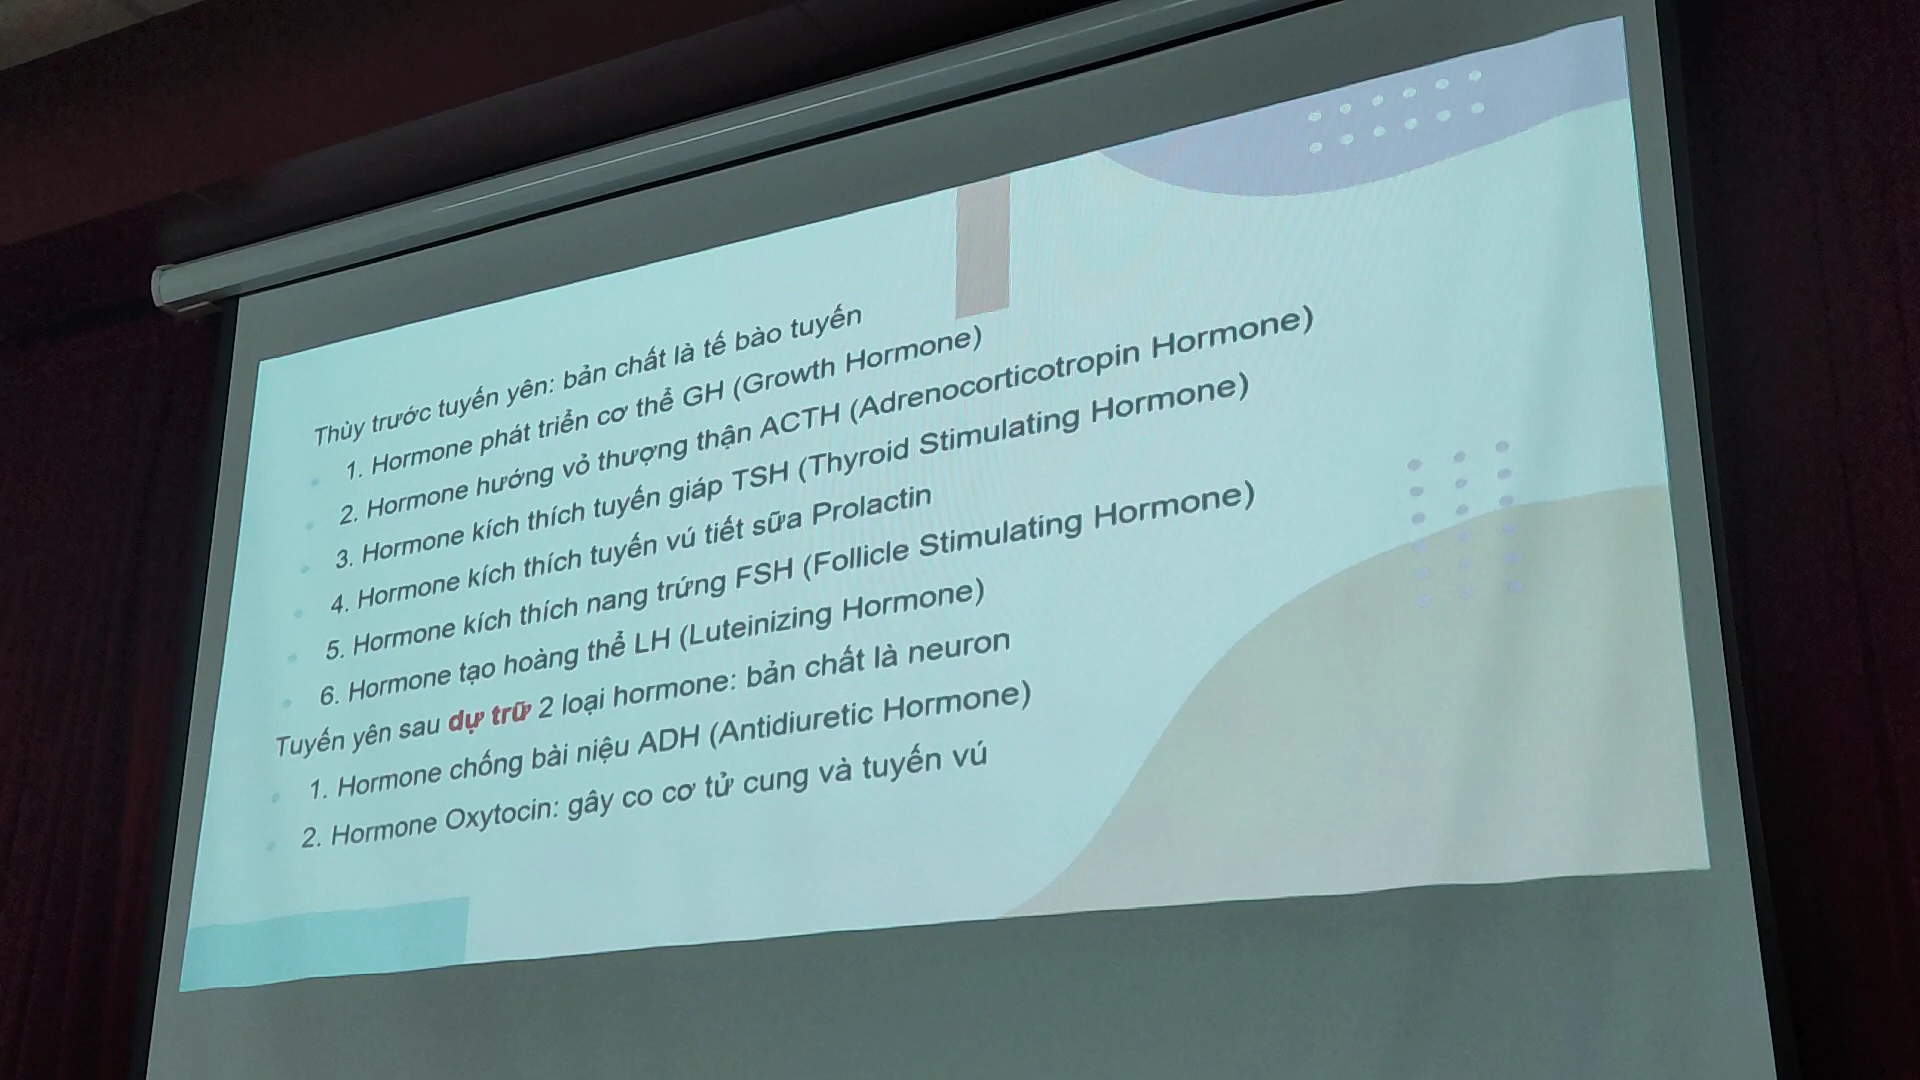 Thùy trước tuyến yên: bản chất là tế bào tuyến
1. Hormone phát triển cơ thể GH (Growth Hormone)
2. Hormone hướng vỏ thượng thận ACTH (Adrenocorticotropin Hormone)
3. Hormone kích thích tuyến giáp TSH (Thyroid Stimulating Hormone)
4. Hormone kích thích tuyến vú tiết sữa Prolactin
5. Hormone kích thích nang trứng FSH (Follicle Stimulating Hormone)
6. Hormone tạo hoàng thể LH (Luteinizing Hormone)
Tuyến yên sau dự trữ 2 loại hormone: bản chất là neuron
1. Hormone chống bài niệu ADH (Antidiuretic Hormone)
2. Hormone Oxytocin: gây co cơ tử cung và tuyến vú